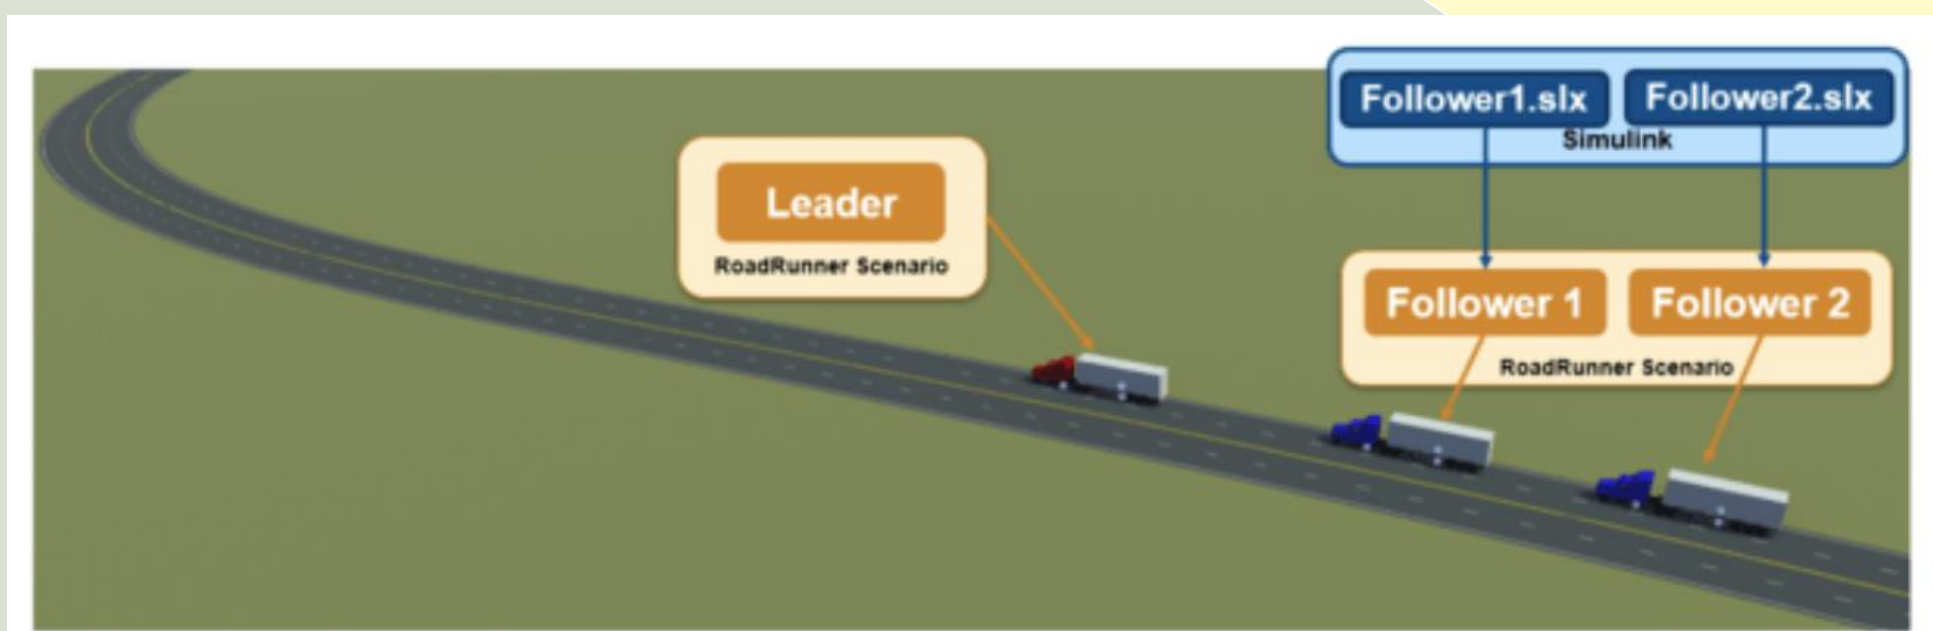 Follower1.slx
Follower2.slx
Simulink
Leader
RoadRunner Scenario
Follower 1
Follower 2
RoadRunner Scenario